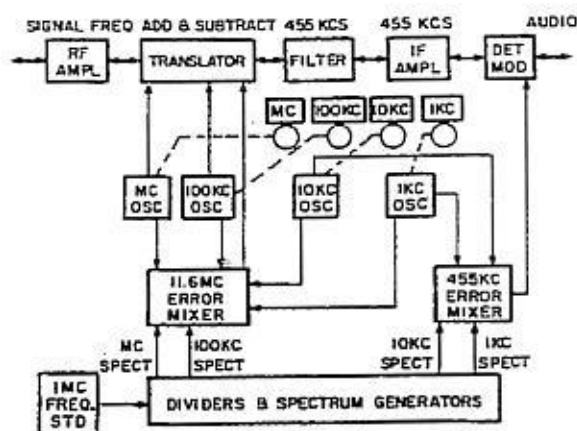 SIGNAL FREQ ADD & SUBTRACT 455 KCS 455 KCS AUDIO
RF AMPL
TRANSLATOR
FILTER
IF AMPL
DET MOD
MC
100KC
10KC
1KC
MC OSC
100KC OSC
10KC OSC
1KC OSC
11.6MC ERROR MIXER
455KC ERROR MIXER
MC SPECT
100KC SPECT
10KC SPECT
1KC SPECT
1MC FREQ. STD
DIVIDERS & SPECTRUM GENERATORS